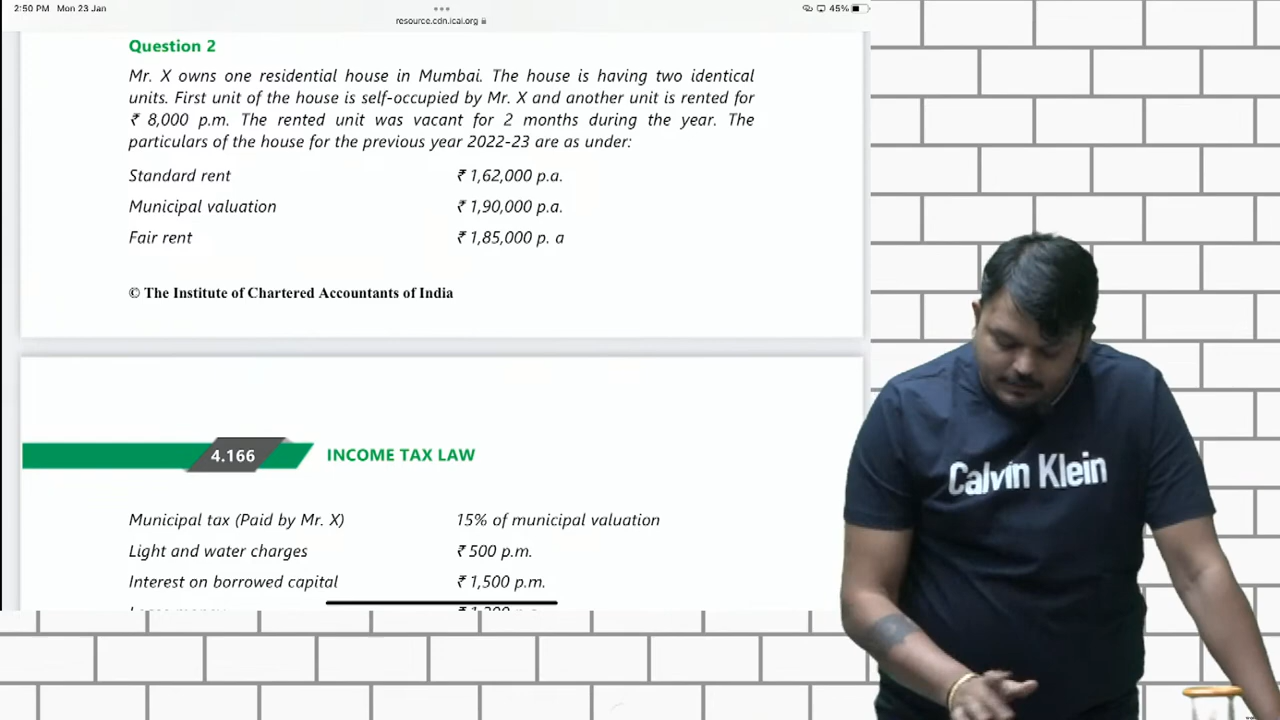 2:50 PM Mon 23 Jan
45%
resource.cdn.icai.org
Question 2
Mr. X owns one residential house in Mumbai. The house is having two identical
units. First unit of the house is self-occupied by Mr. X and another unit is rented for
₹ 8,000 p.m. The rented unit was vacant for 2 months during the year. The
particulars of the house for the previous year 2022-23 are as under:
Standard rent ₹ 1,62,000 p.a.
Municipal valuation ₹ 1,90,000 p.a.
Fair rent ₹ 1,85,000 p. a
© The Institute of Chartered Accountants of India
4.166 INCOME TAX LAW
Municipal tax (Paid by Mr. X) 15% of municipal valuation
Light and water charges ₹ 500 p.m.
Interest on borrowed capital ₹ 1,500 p.m.
Calvin Klein